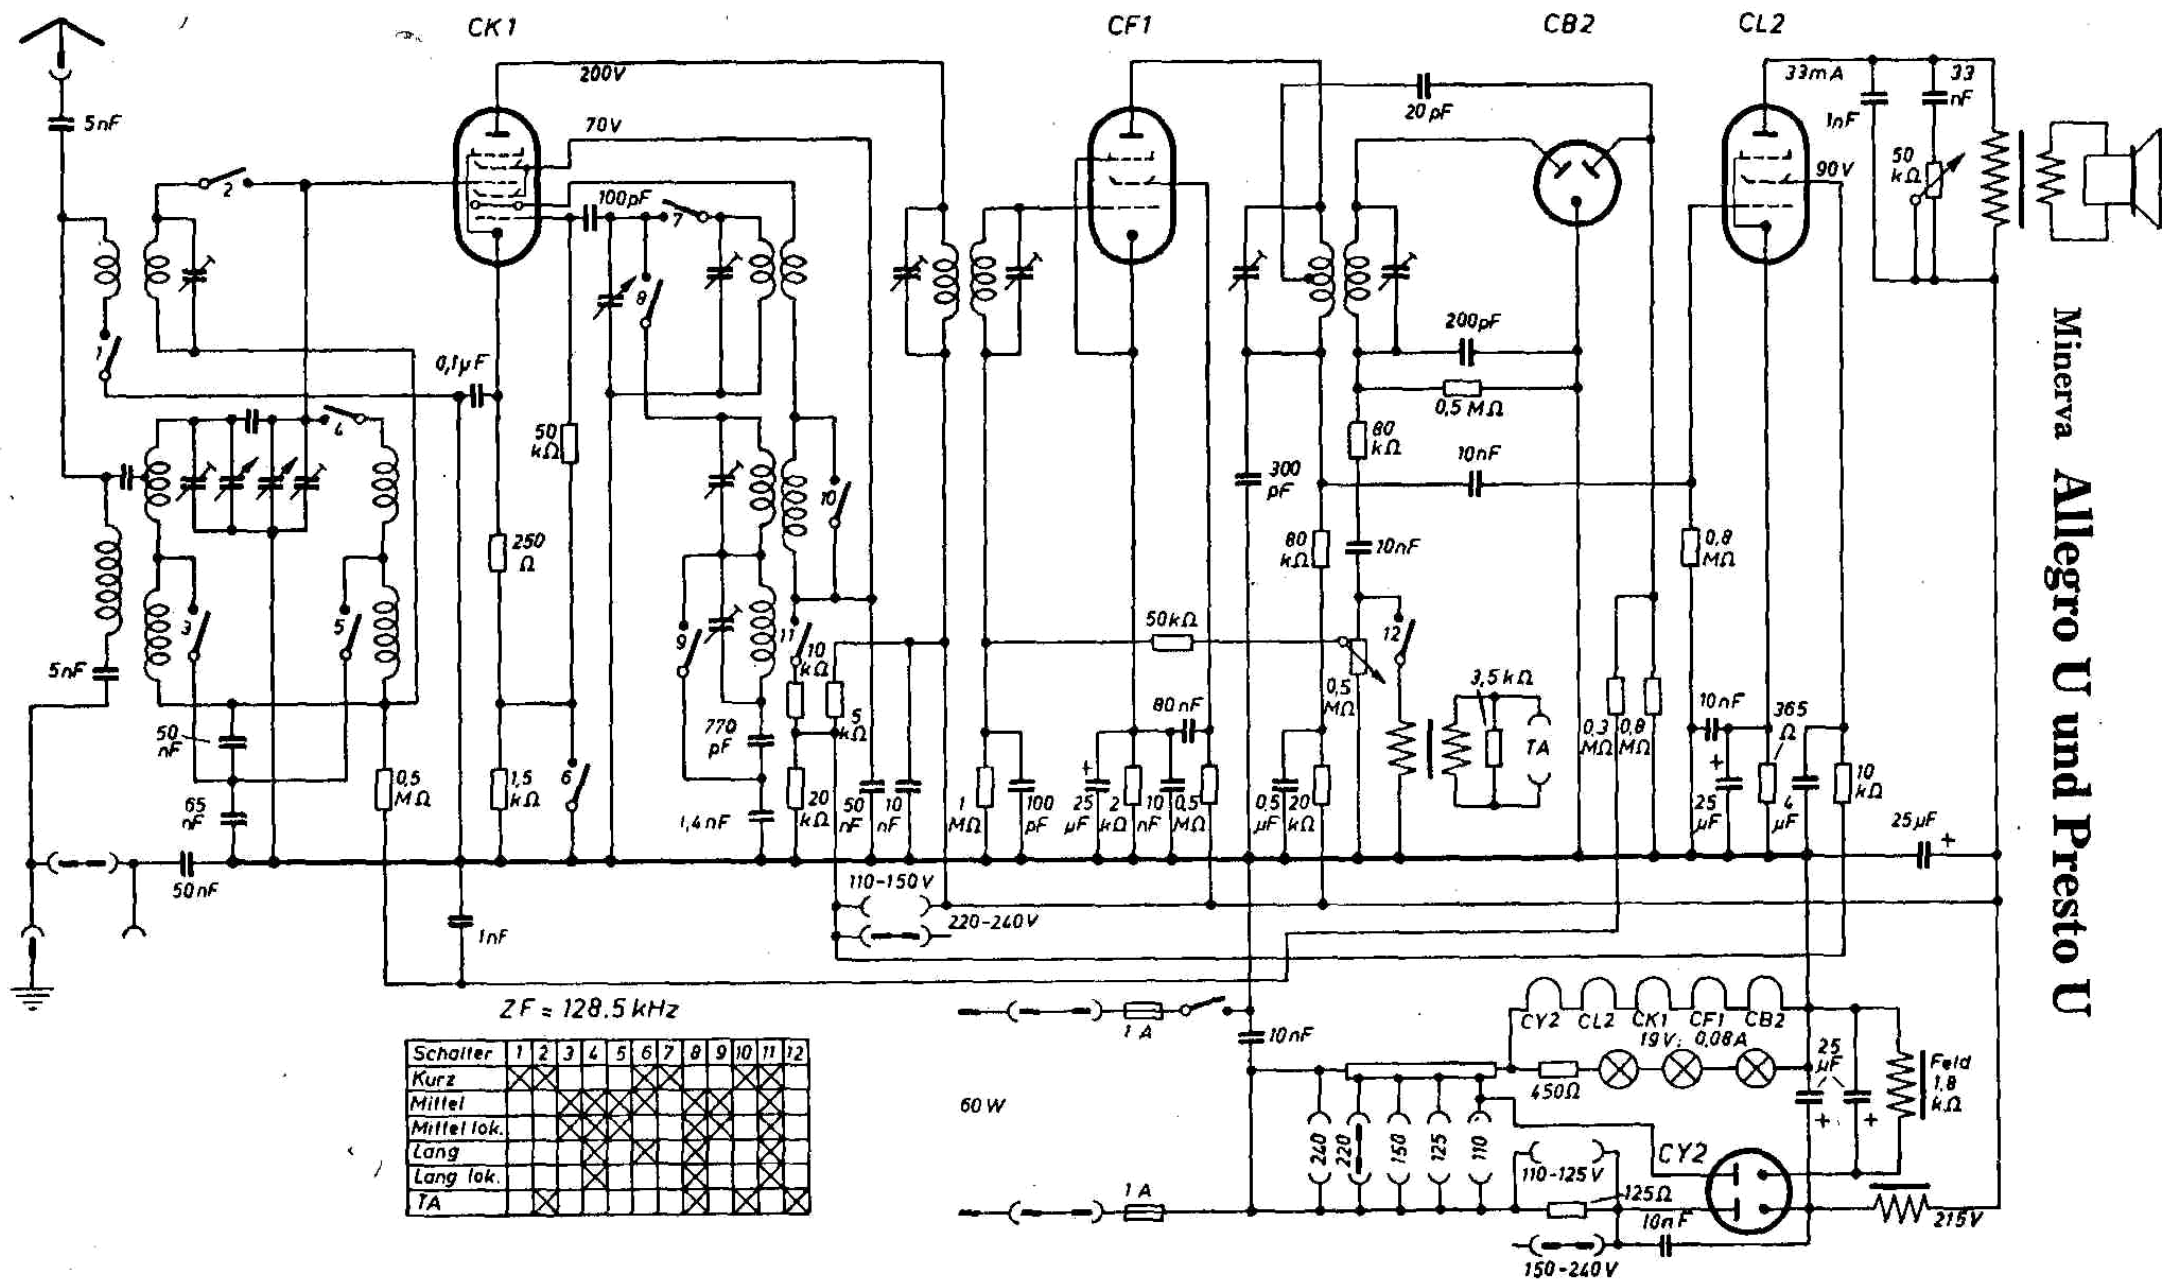 CK1
CF1
CB2
CL2
200V
33mA
33 nF
5nF
70V
20pF
1nF
2
100pF
7
50 kΩ
90V
8
200pF
1
0,1µF
0,5 MΩ
4
50 kΩ
80 kΩ
10nF
300 pF
10
250 Ω
80 kΩ
10nF
0,8 MΩ
3
5
9
11
10 kΩ
50kΩ
12
5nF
0,5 MΩ
3,5 kΩ
50 nF
770 pF
5 kΩ
80 nF
TA
0,3 MΩ
0,8 MΩ
10nF
365 Ω
65 nF
0,5 MΩ
1,5 kΩ
6
1,4nF
20 kΩ
50 nF
10 nF
1 MΩ
100 pF
+
25 µF
2 kΩ
10 nF
0,5 MΩ
0,5 µF
20 kΩ
+
25 µF
4 µF
10 kΩ
25µF
+
50nF
110-150V
220-240V
1nF
Minerva Allegro U und Presto U
ZF = 128.5 kHz
Schalter 1 2 3 4 5 6 7 8 9 10 11 12
Kurz
Mittel
Mittel lok.
Lang
Lang lok.
TA
1 A
10nF
CY2 CL2 CK1 CF1 CB2
19V; 0,08A
450Ω
25 µF
+
+
Feld 1,8 kΩ
60 W
240
220
150
125
110
110-125V
CY2
1 A
125Ω
10nF
215V
150-240V